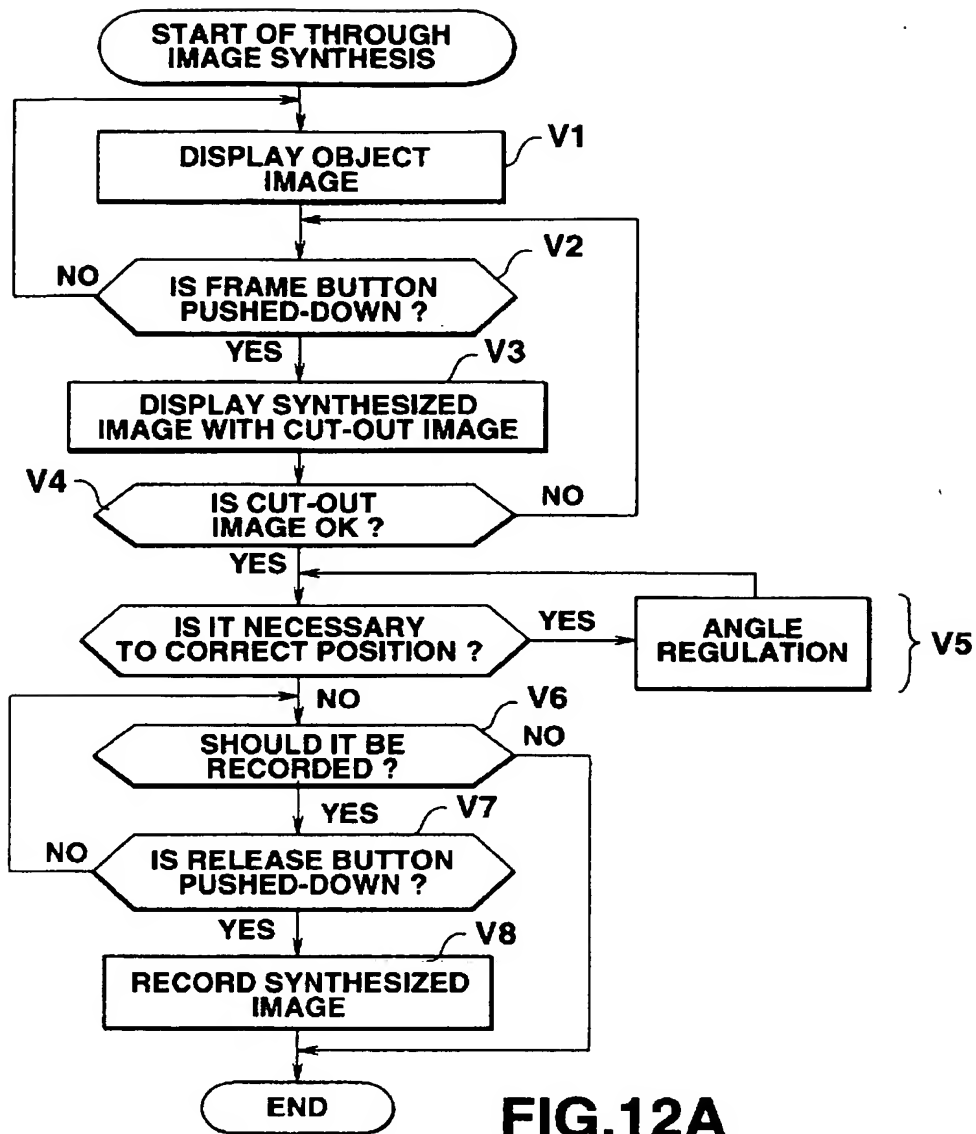 START OF THROUGH
IMAGE SYNTHESIS
V1
DISPLAY OBJECT
IMAGE
V2
NO
IS FRAME BUTTON
PUSHED-DOWN ?
YES
V3
DISPLAY SYNTHESIZED
IMAGE WITH CUT-OUT IMAGE
V4
IS CUT-OUT
IMAGE OK ?
NO
YES
IS IT NECESSARY
TO CORRECT POSITION ?
YES
ANGLE
REGULATION
V5
NO
V6
SHOULD IT BE
RECORDED ?
NO
YES
V7
NO
IS RELEASE BUTTON
PUSHED-DOWN ?
YES
V8
RECORD SYNTHESIZED
IMAGE
END
FIG.12A